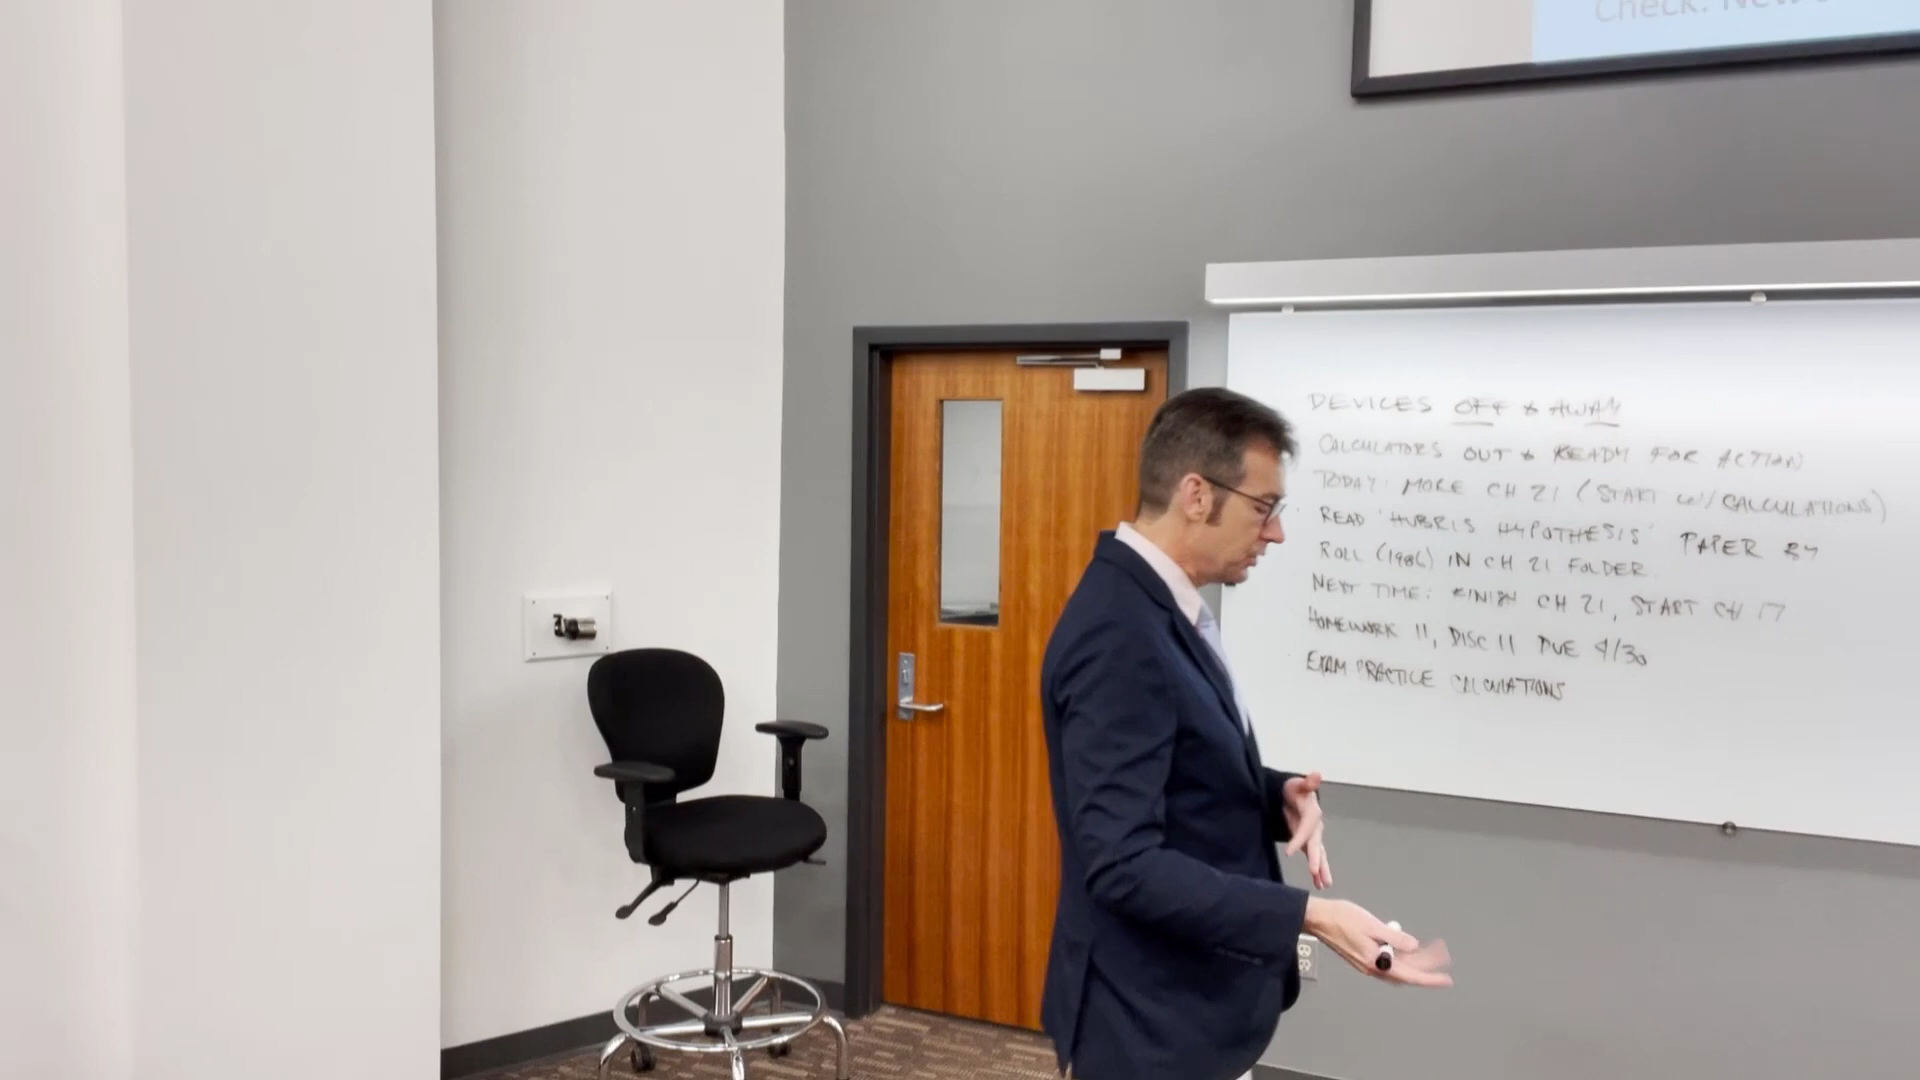 Check: New
DEVICES OFF & AWAY
CALCULATORS OUT & READY FOR ACTION
TODAY: MORE CH 21 (START W/ CALCULATIONS)
READ 'HUBRIS HYPOTHESIS' PAPER BY
ROLL (1986) IN CH 21 FOLDER.
NEXT TIME: FINISH CH 21, START CH 17
HOMEWORK 11, DISC 11 DUE 4/30
EXAM PRACTICE CALCULATIONS